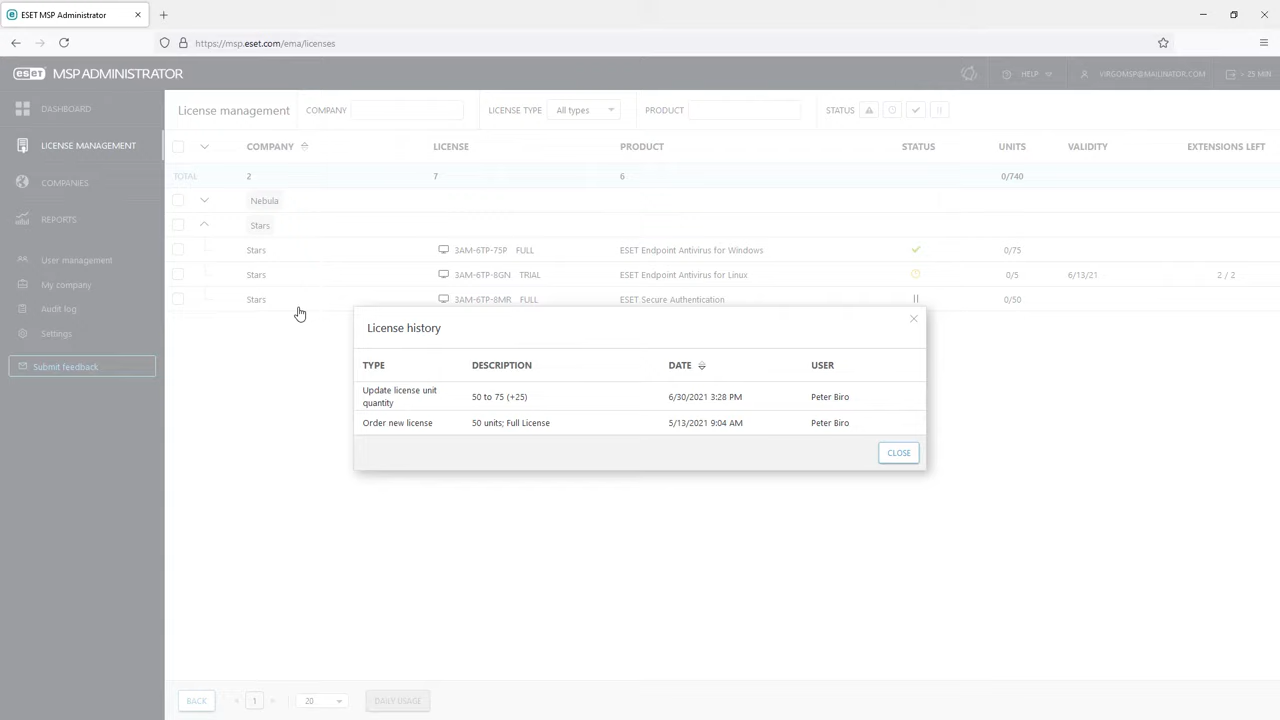 ESET MSP Administrator
https://msp.eset.com/ema/licenses
eset MSP ADMINISTRATOR
HELP
VIRGOMSP@MAILINATOR.COM
> 25 MIN
DASHBOARD
LICENSE MANAGEMENT
COMPANIES
REPORTS
User management
My company
Audit log
Settings
Submit feedback
License management COMPANY LICENSE TYPE All types PRODUCT STATUS
COMPANY LICENSE PRODUCT STATUS UNITS VALIDITY EXTENSIONS LEFT
TOTAL 2 7 6 0/740
Nebula
Stars
Stars 3AM-6TP-75P FULL ESET Endpoint Antivirus for Windows 0/75
Stars 3AM-6TP-8GN TRIAL ESET Endpoint Antivirus for Linux 0/5 6/13/21 2 / 2
Stars 3AM-6TP-8MR FULL ESET Secure Authentication 0/50
License history
TYPE DESCRIPTION DATE USER
Update license unit
quantity 50 to 75 (+25) 6/30/2021 3:28 PM Peter Biro
Order new license 50 units; Full License 5/13/2021 9:04 AM Peter Biro
CLOSE
BACK 1 20 DAILY USAGE